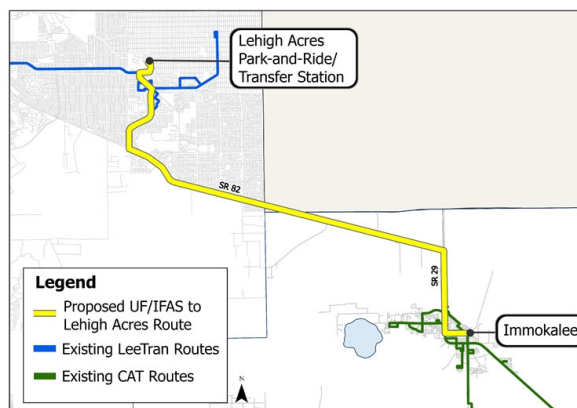 Lehigh Acres
Park-and-Ride/
Transfer Station
SR 82
SR 29
Immokalee
Legend
Proposed UF/IFAS to
Lehigh Acres Route
Existing LeeTran Routes
Existing CAT Routes
N